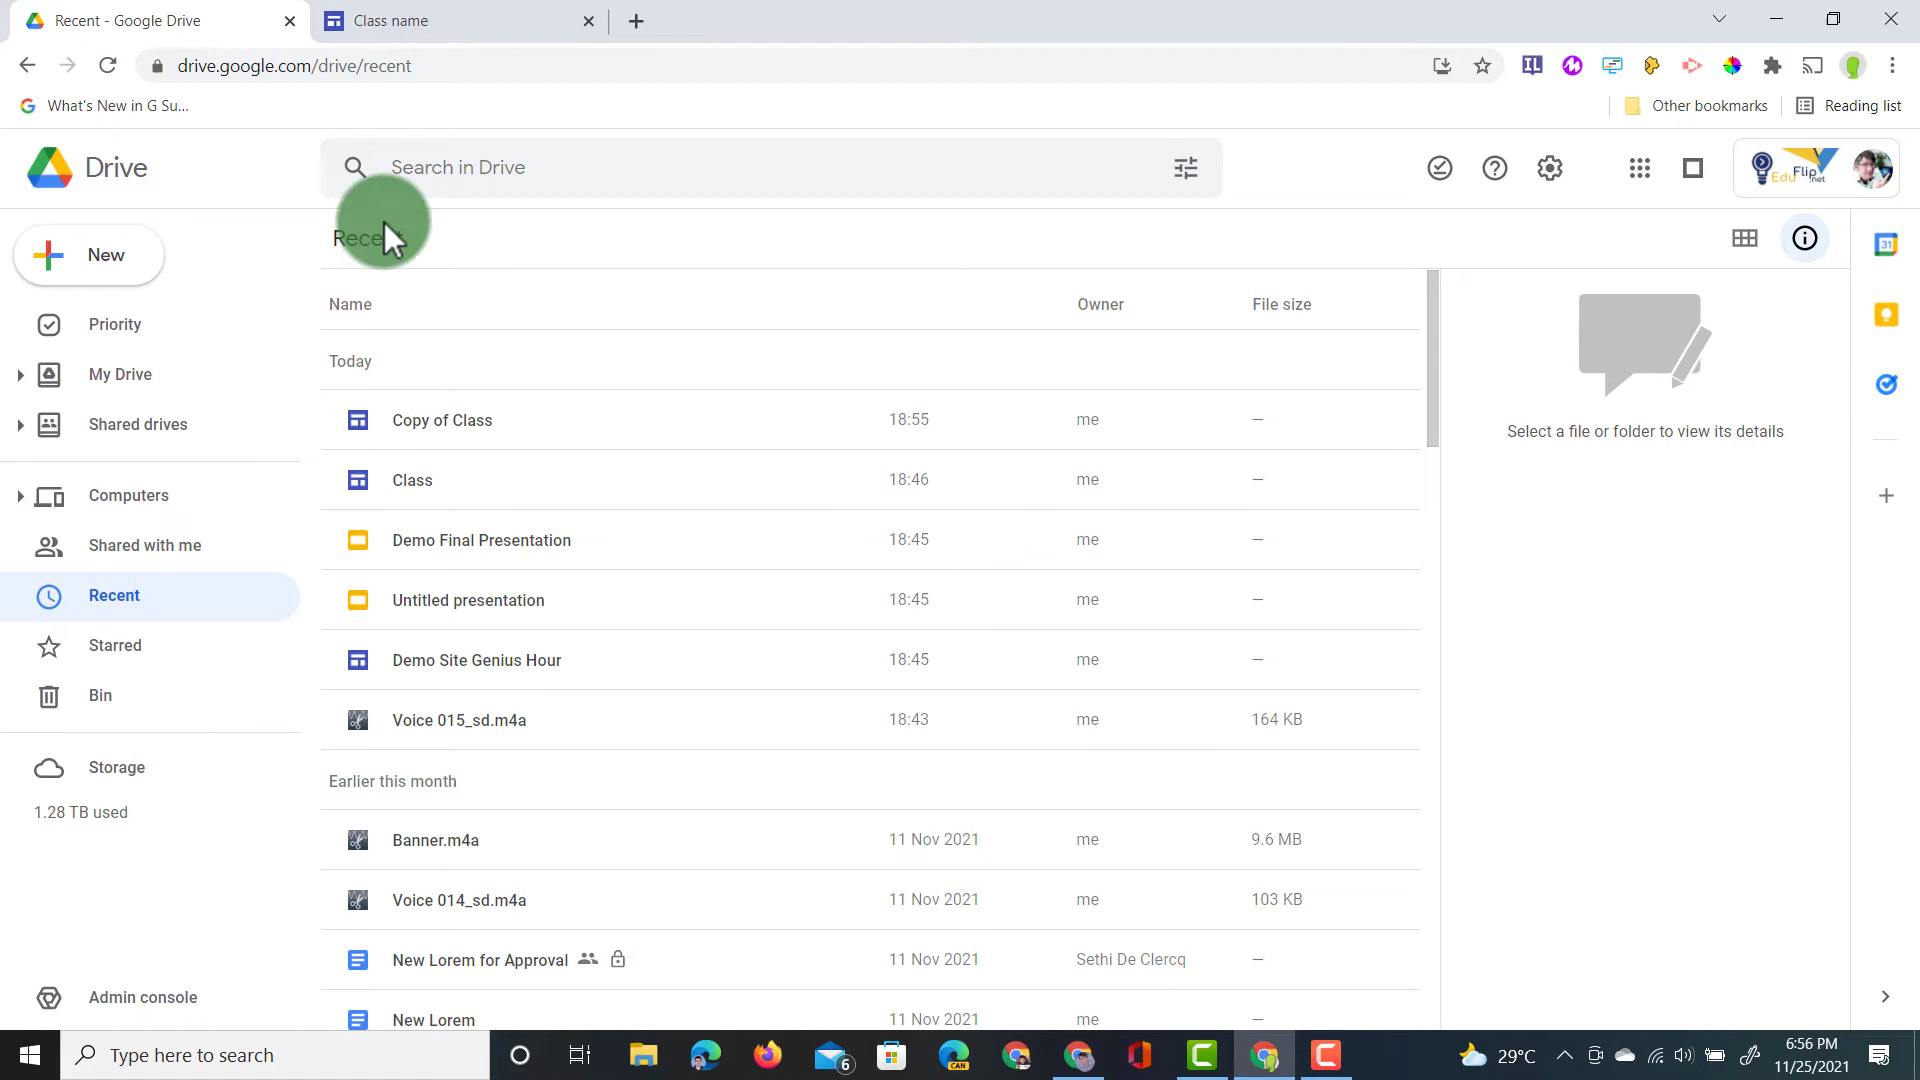 Recent - Google Drive
Class name
drive.google.com/drive/recent
What's New in G Su...
Other bookmarks
Reading list
Drive
Search in Drive
EduFlip.net
New
Recent
Priority
My Drive
Shared drives
Computers
Shared with me
Recent
Starred
Bin
Storage
1.28 TB used
Admin console
Name Owner File size
Today
Copy of Class 18:55 me —
Class 18:46 me —
Demo Final Presentation 18:45 me —
Untitled presentation 18:45 me —
Demo Site Genius Hour 18:45 me —
Voice 015_sd.m4a 18:43 me 164 KB
Earlier this month
Banner.m4a 11 Nov 2021 me 9.6 MB
Voice 014_sd.m4a 11 Nov 2021 me 103 KB
New Lorem for Approval 11 Nov 2021 Sethi De Clercq —
New Lorem 11 Nov 2021 me —
Select a file or folder to view its details
31
IL
Type here to search
6
CAN
29°C
6:56 PM
11/25/2021